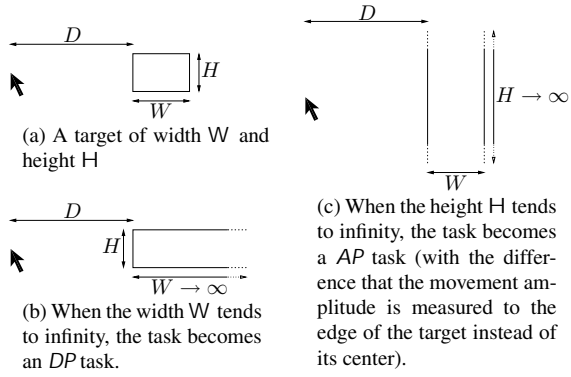 D
H
W
(a) A target of width W and
height H
D
H
W → ∞
(b) When the width W tends
to infinity, the task becomes
an DP task.
D
H → ∞
W
(c) When the height H tends
to infinity, the task becomes
a AP task (with the differ-
ence that the movement am-
plitude is measured to the
edge of the target instead of
its center).